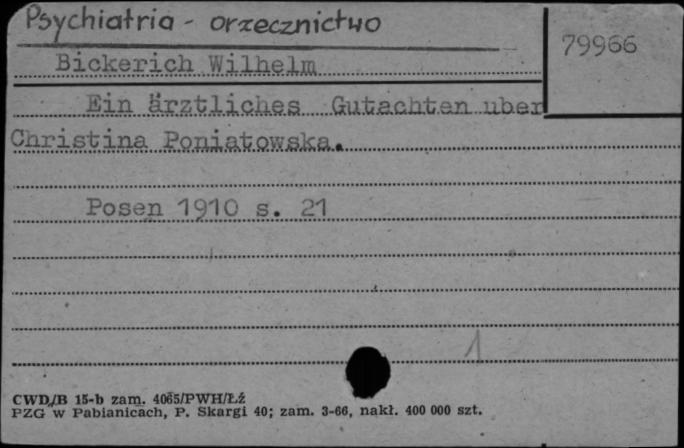 Psychiatria - orzecznictwo
79966
Bickerich Wilhelm
Ein ärztliches Gutachten uber
Christina Poniatowska.
Posen 1910 s. 21
1
CWD/B 15-b zam. 4065/PWH/Łź
PZG w Pabianicach, P. Skargi 40; zam. 3-66, nakł. 400 000 szt.